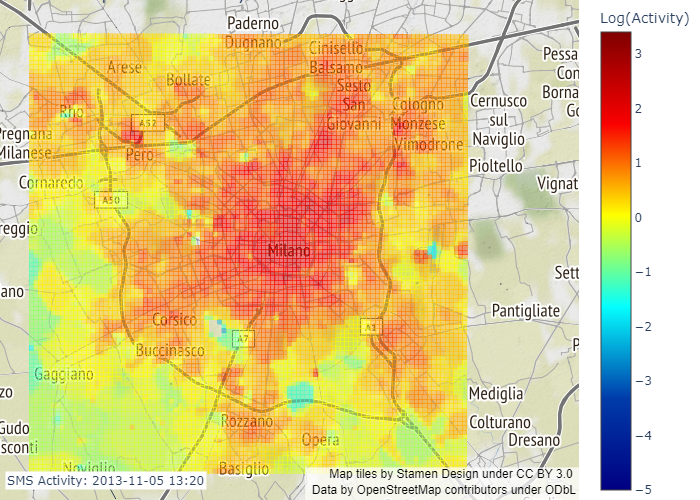 Log(Activity)
3
2
1
0
−1
−2
−3
−4
−5
Paderno
Dugnano
Cinisello
Balsamo
Arese
Bollate
Sesto
San
Giovanni
Cologno
Monzese
Vimodrone
Cernusco
sul
Naviglio
Pioltello
Pessa
Con
Borna
Go
Rho
A52
Pero
Pregnana
Milanese
Cornaredo
A50
Vignat
reggio
Milano
Sett
ano
Pantigliate
Corsico
A7
Buccinasco
Gaggiano
Mediglia
Colturano
Dresano
zo
Gudo
sconti
Rozzano
Opera
Noviglio
Basiglio
SMS Activity: 2013-11-05 13:20
Map tiles by Stamen Design under CC BY 3.0
Data by OpenStreetMap contributors under ODbL